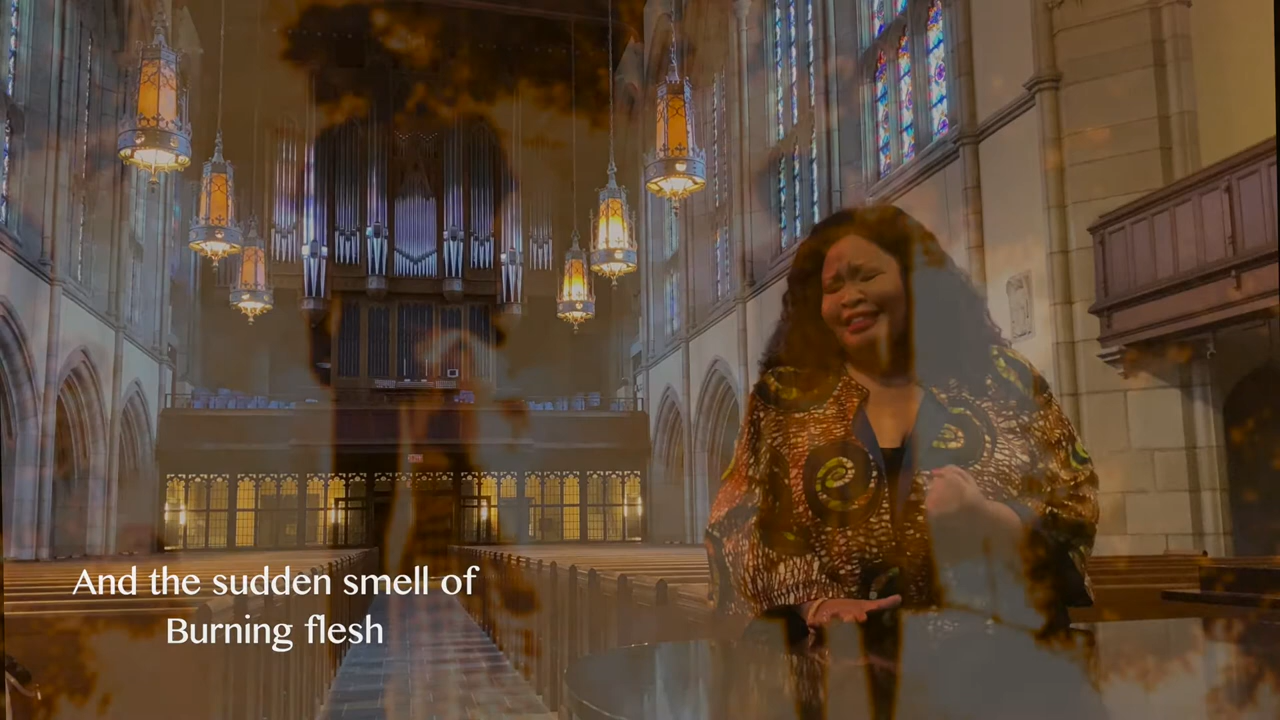 And the sudden smell of
Burning flesh